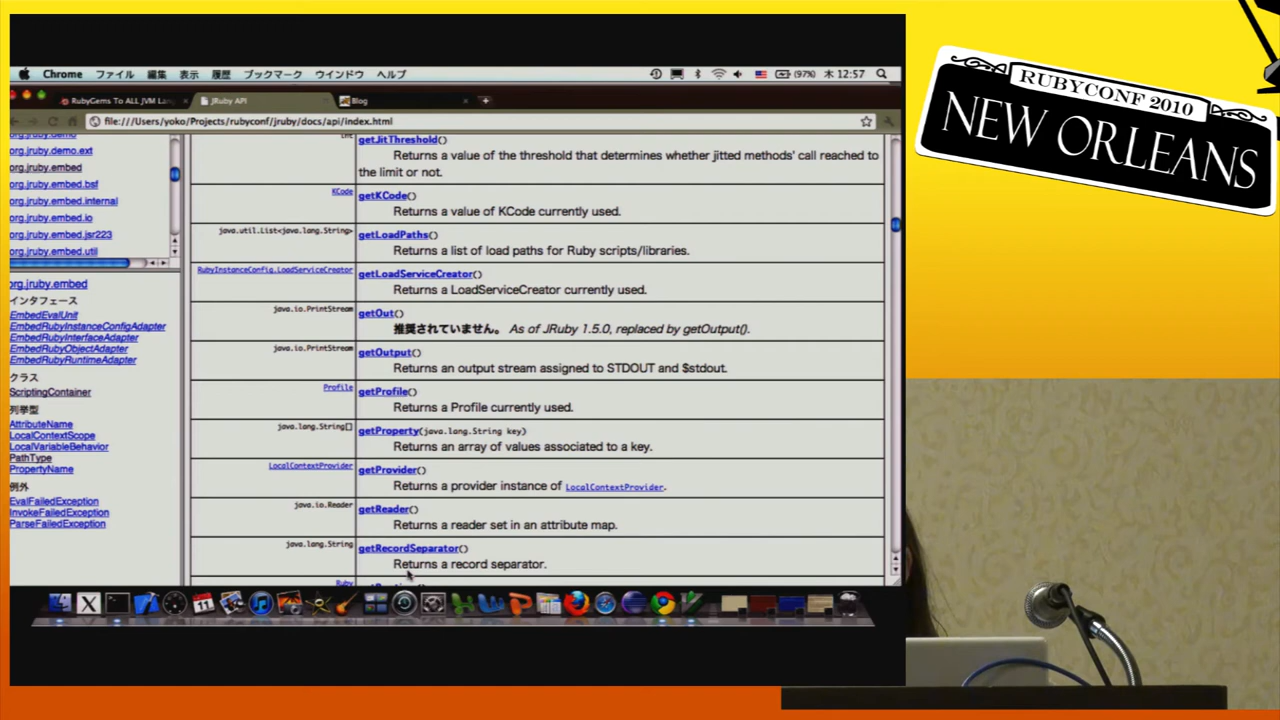 Chrome ファイル 編集 表示 履歴 ブックマーク ウインドウ ヘルプ (97%) 木 12:57
RubyGems To ALL JVM Lan JRuby API Blog
file:///Users/yoko/Projects/rubyconf/jruby/docs/api/index.html
org.jruby.demo
org.jruby.demo.ext
org.jruby.embed
org.jruby.embed.bsf
org.jruby.embed.internal
org.jruby.embed.io
org.jruby.embed.jsr223
org.jruby.embed.util
org.jruby.embed
インタフェース
EmbedEvalUnit
EmbedRubyInstanceConfigAdapter
EmbedRubyInterfaceAdapter
EmbedRubyObjectAdapter
EmbedRubyRuntimeAdapter
クラス
ScriptingContainer
列挙型
AttributeName
LocalContextScope
LocalVariableBehavior
PathType
PropertyName
例外
EvalFailedException
InvokeFailedException
ParseFailedException
int getJitThreshold()
Returns a value of the threshold that determines whether jitted methods' call reached to
the limit or not.
KCode getKCode()
Returns a value of KCode currently used.
java.util.List<java.lang.String> getLoadPaths()
Returns a list of load paths for Ruby scripts/libraries.
RubyInstanceConfig.LoadServiceCreator getLoadServiceCreator()
Returns a LoadServiceCreator currently used.
java.io.PrintStream getOut()
推奨されていません。 As of JRuby 1.5.0, replaced by getOutput().
java.io.PrintStream getOutput()
Returns an output stream assigned to STDOUT and $stdout.
Profile getProfile()
Returns a Profile currently used.
java.lang.String[] getProperty(java.lang.String key)
Returns an array of values associated to a key.
LocalContextProvider getProvider()
Returns a provider instance of LocalContextProvider.
java.io.Reader getReader()
Returns a reader set in an attribute map.
java.lang.String getRecordSeparator()
Returns a record separator.
Ruby
11
RUBYCONF 2010
NEW ORLEANS